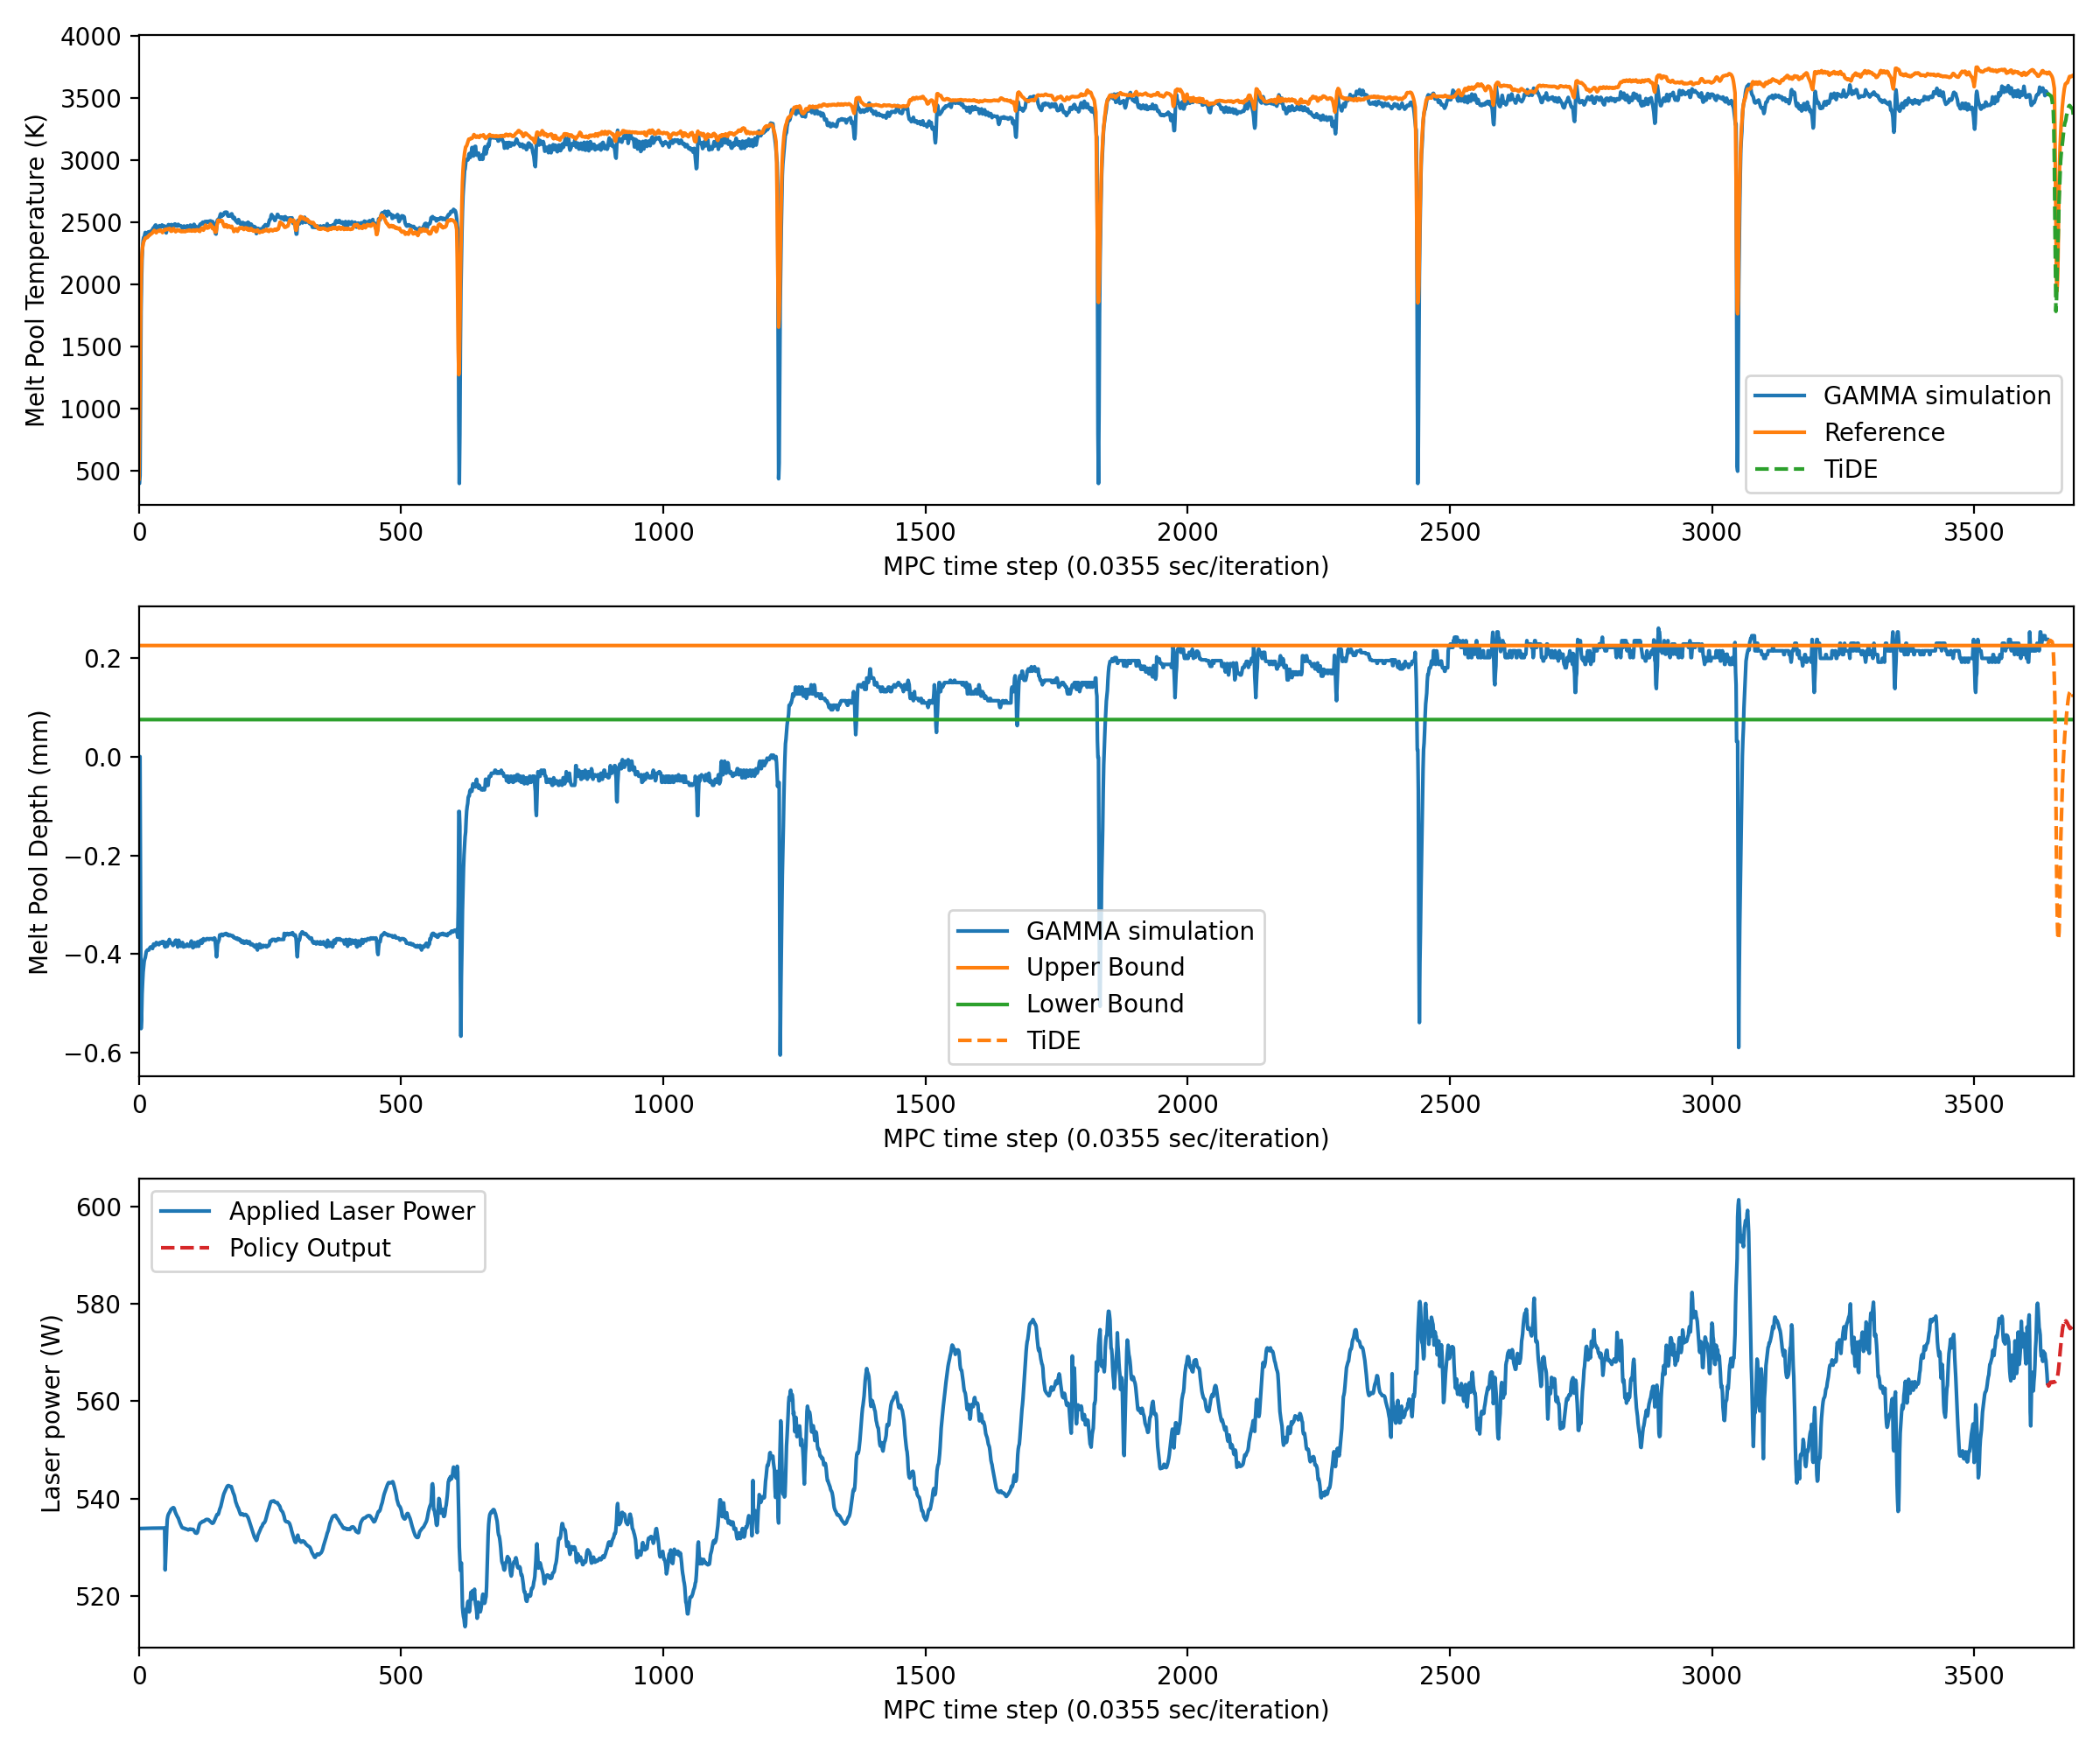 4000
3500
3000
2500
2000
1500
1000
500
Melt Pool Temperature (K)
GAMMA simulation
Reference
TiDE
0 500 1000 1500 2000 2500 3000 3500
MPC time step (0.0355 sec/iteration)
0.2
0.0
−0.2
−0.4
−0.6
Melt Pool Depth (mm)
GAMMA simulation
Upper Bound
Lower Bound
TiDE
0 500 1000 1500 2000 2500 3000 3500
MPC time step (0.0355 sec/iteration)
600
580
560
540
520
Laser power (W)
Applied Laser Power
Policy Output
0 500 1000 1500 2000 2500 3000 3500
MPC time step (0.0355 sec/iteration)